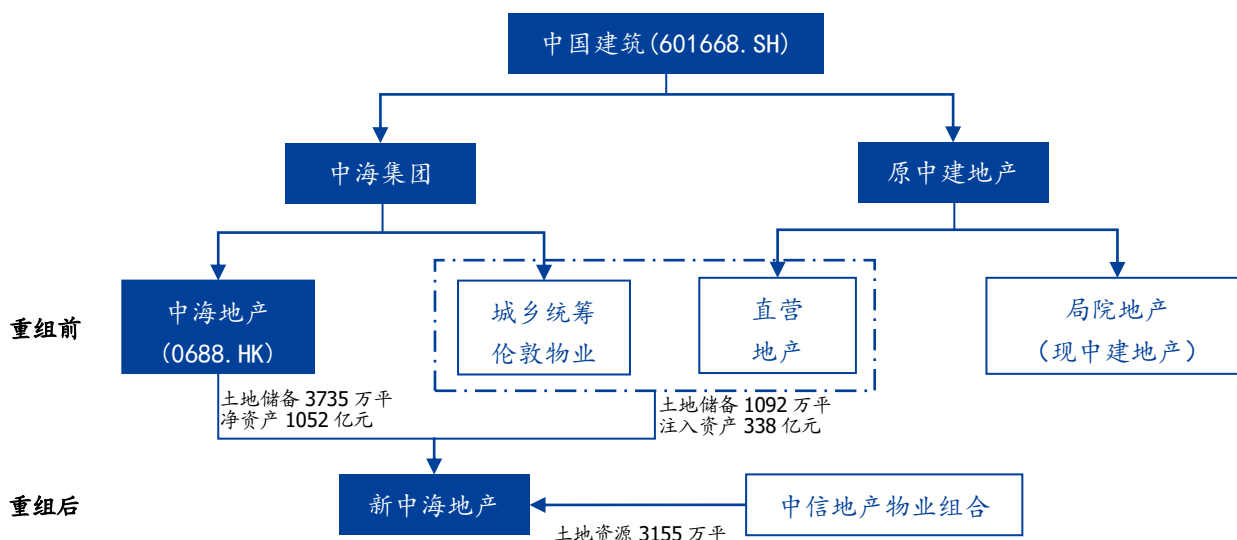 中国建筑(601668.SH)
中海集团
原中建地产
重组前
中海地产
(0688.HK)
城乡统筹
伦敦物业
直营
地产
局院地产
（现中建地产）
土地储备 3735 万平
净资产 1052 亿元
土地储备 1092 万平
注入资产 338 亿元
重组后
新中海地产
中信地产物业组合
土地资源 3155 万平